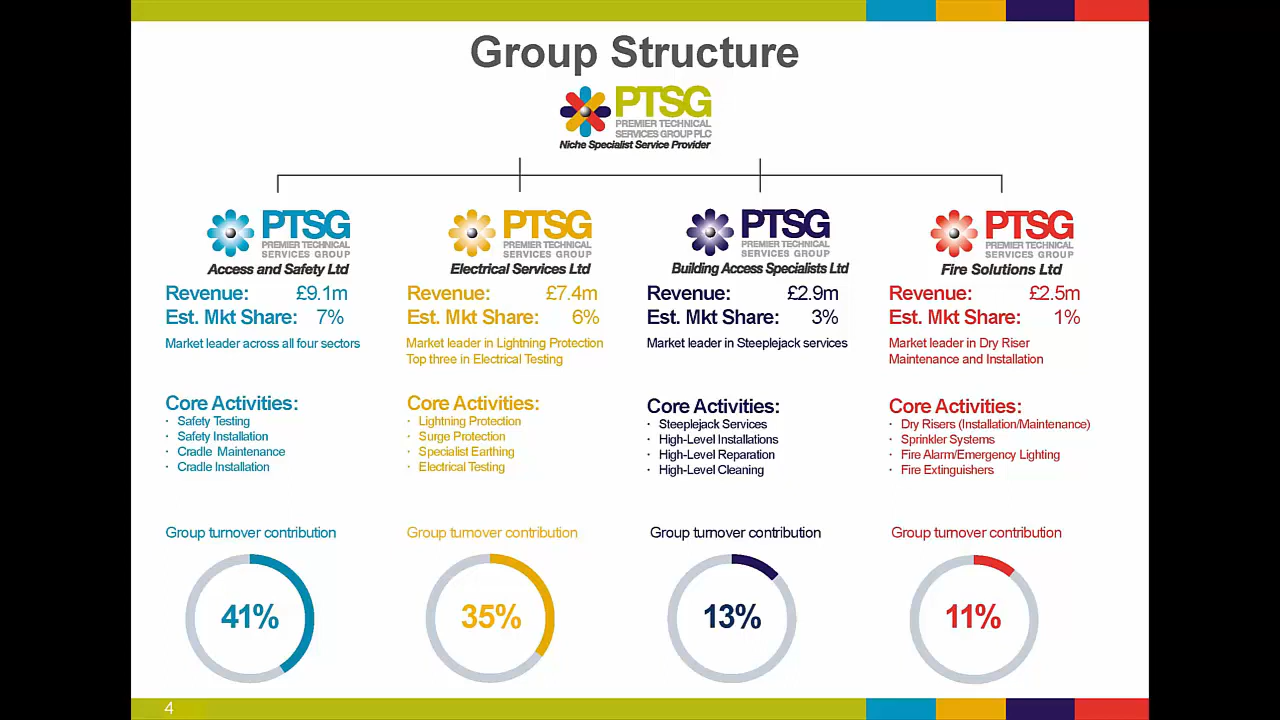 Group Structure
PTSG
PREMIER TECHNICAL
SERVICES GROUP PLC
Niche Specialist Service Provider
PTSG
PREMIER TECHNICAL
SERVICES GROUP
Access and Safety Ltd
Revenue: £9.1m
Est. Mkt Share: 7%
Market leader across all four sectors
Core Activities:
· Safety Testing
· Safety Installation
· Cradle Maintenance
· Cradle Installation
Group turnover contribution
41%
PTSG
PREMIER TECHNICAL
SERVICES GROUP
Electrical Services Ltd
Revenue: £7.4m
Est. Mkt Share: 6%
Market leader in Lightning Protection
Top three in Electrical Testing
Core Activities:
· Lightning Protection
· Surge Protection
· Specialist Earthing
· Electrical Testing
Group turnover contribution
35%
PTSG
PREMIER TECHNICAL
SERVICES GROUP
Building Access Specialists Ltd
Revenue: £2.9m
Est. Mkt Share: 3%
Market leader in Steeplejack services
Core Activities:
· Steeplejack Services
· High-Level Installations
· High-Level Reparation
· High-Level Cleaning
Group turnover contribution
13%
PTSG
PREMIER TECHNICAL
SERVICES GROUP
Fire Solutions Ltd
Revenue: £2.5m
Est. Mkt Share: 1%
Market leader in Dry Riser
Maintenance and Installation
Core Activities:
· Dry Risers (Installation/Maintenance)
· Sprinkler Systems
· Fire Alarm/Emergency Lighting
· Fire Extinguishers
Group turnover contribution
11%
4